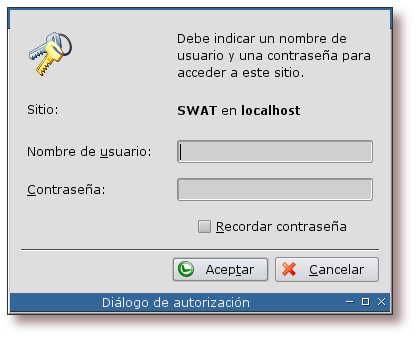 Debe indicar un nombre de
usuario y una contraseña para
acceder a este sitio.
Sitio: SWAT en localhost
Nombre de usuario:
Contraseña:
Recordar contraseña
Aceptar Cancelar
Diálogo de autorización